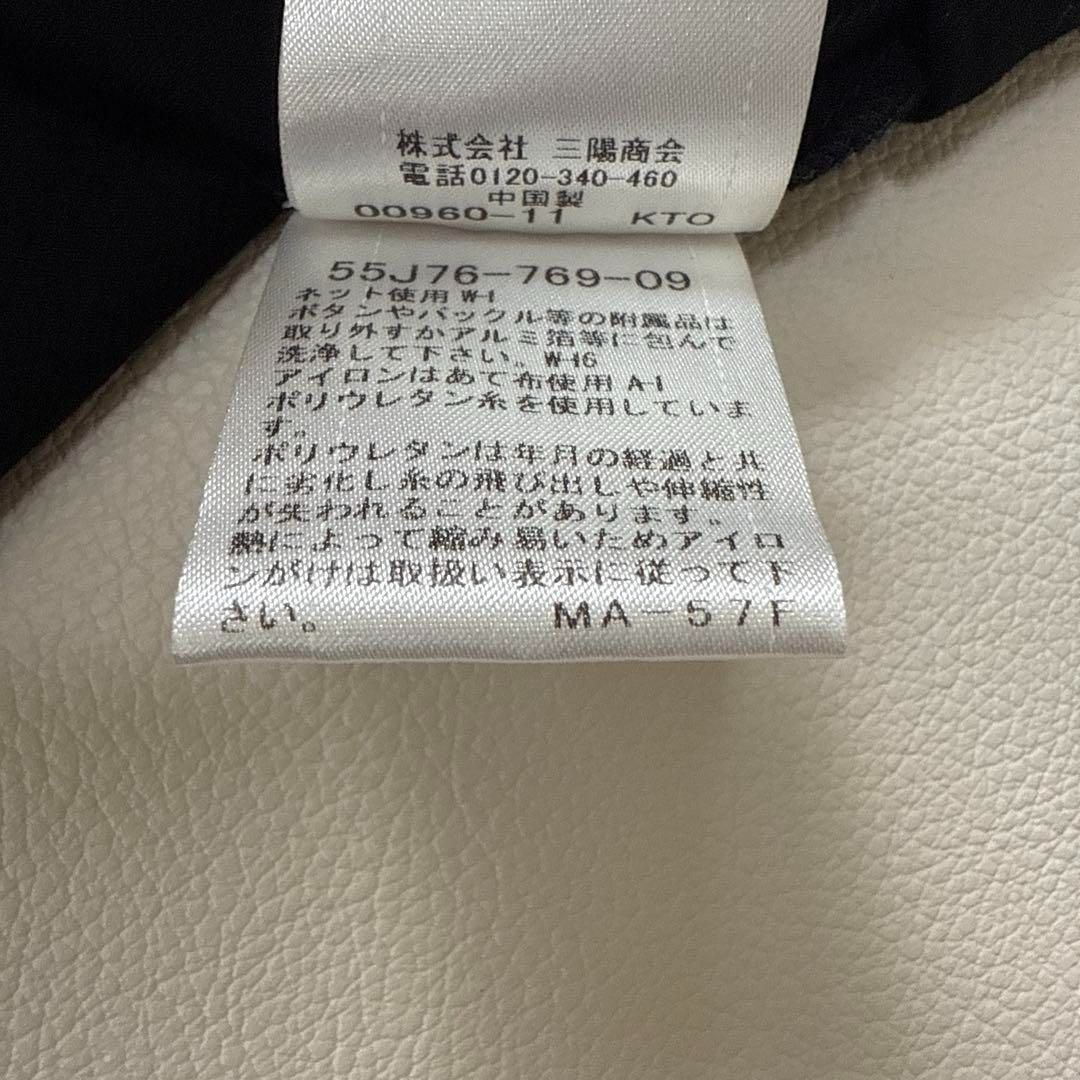 株式会社 三陽商会
電話0120-340-460
中国製
00960-11 KTO
55J76-769-09
ネット使用 W-1
ボタンやバックル等の附属品は
取り外すかアルミ箔等に包んで
洗浄して下さい。W-16
アイロンはあて布使用 A-1
ポリウレタン糸を使用していま
す。
ポリウレタンは年月の経過と共
に劣化し糸の飛び出しや伸縮性
が失われることがあります。
熱によって縮み易いためアイロ
ンがけは取扱い表示に従って下
さい。 MA-57F